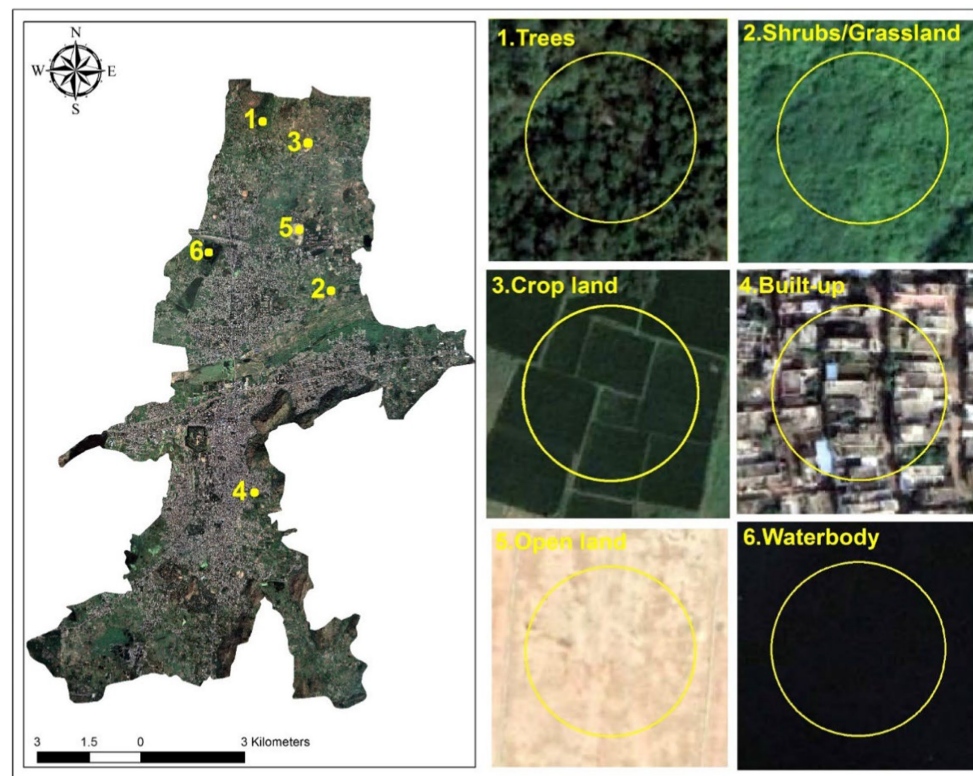 N
W E
S
1
3
5
6
2
4
3 1.5 0 3 Kilometers
1.Trees
2.Shrubs/Grassland
3.Crop land
4.Built-up
5.Open land
6.Waterbody